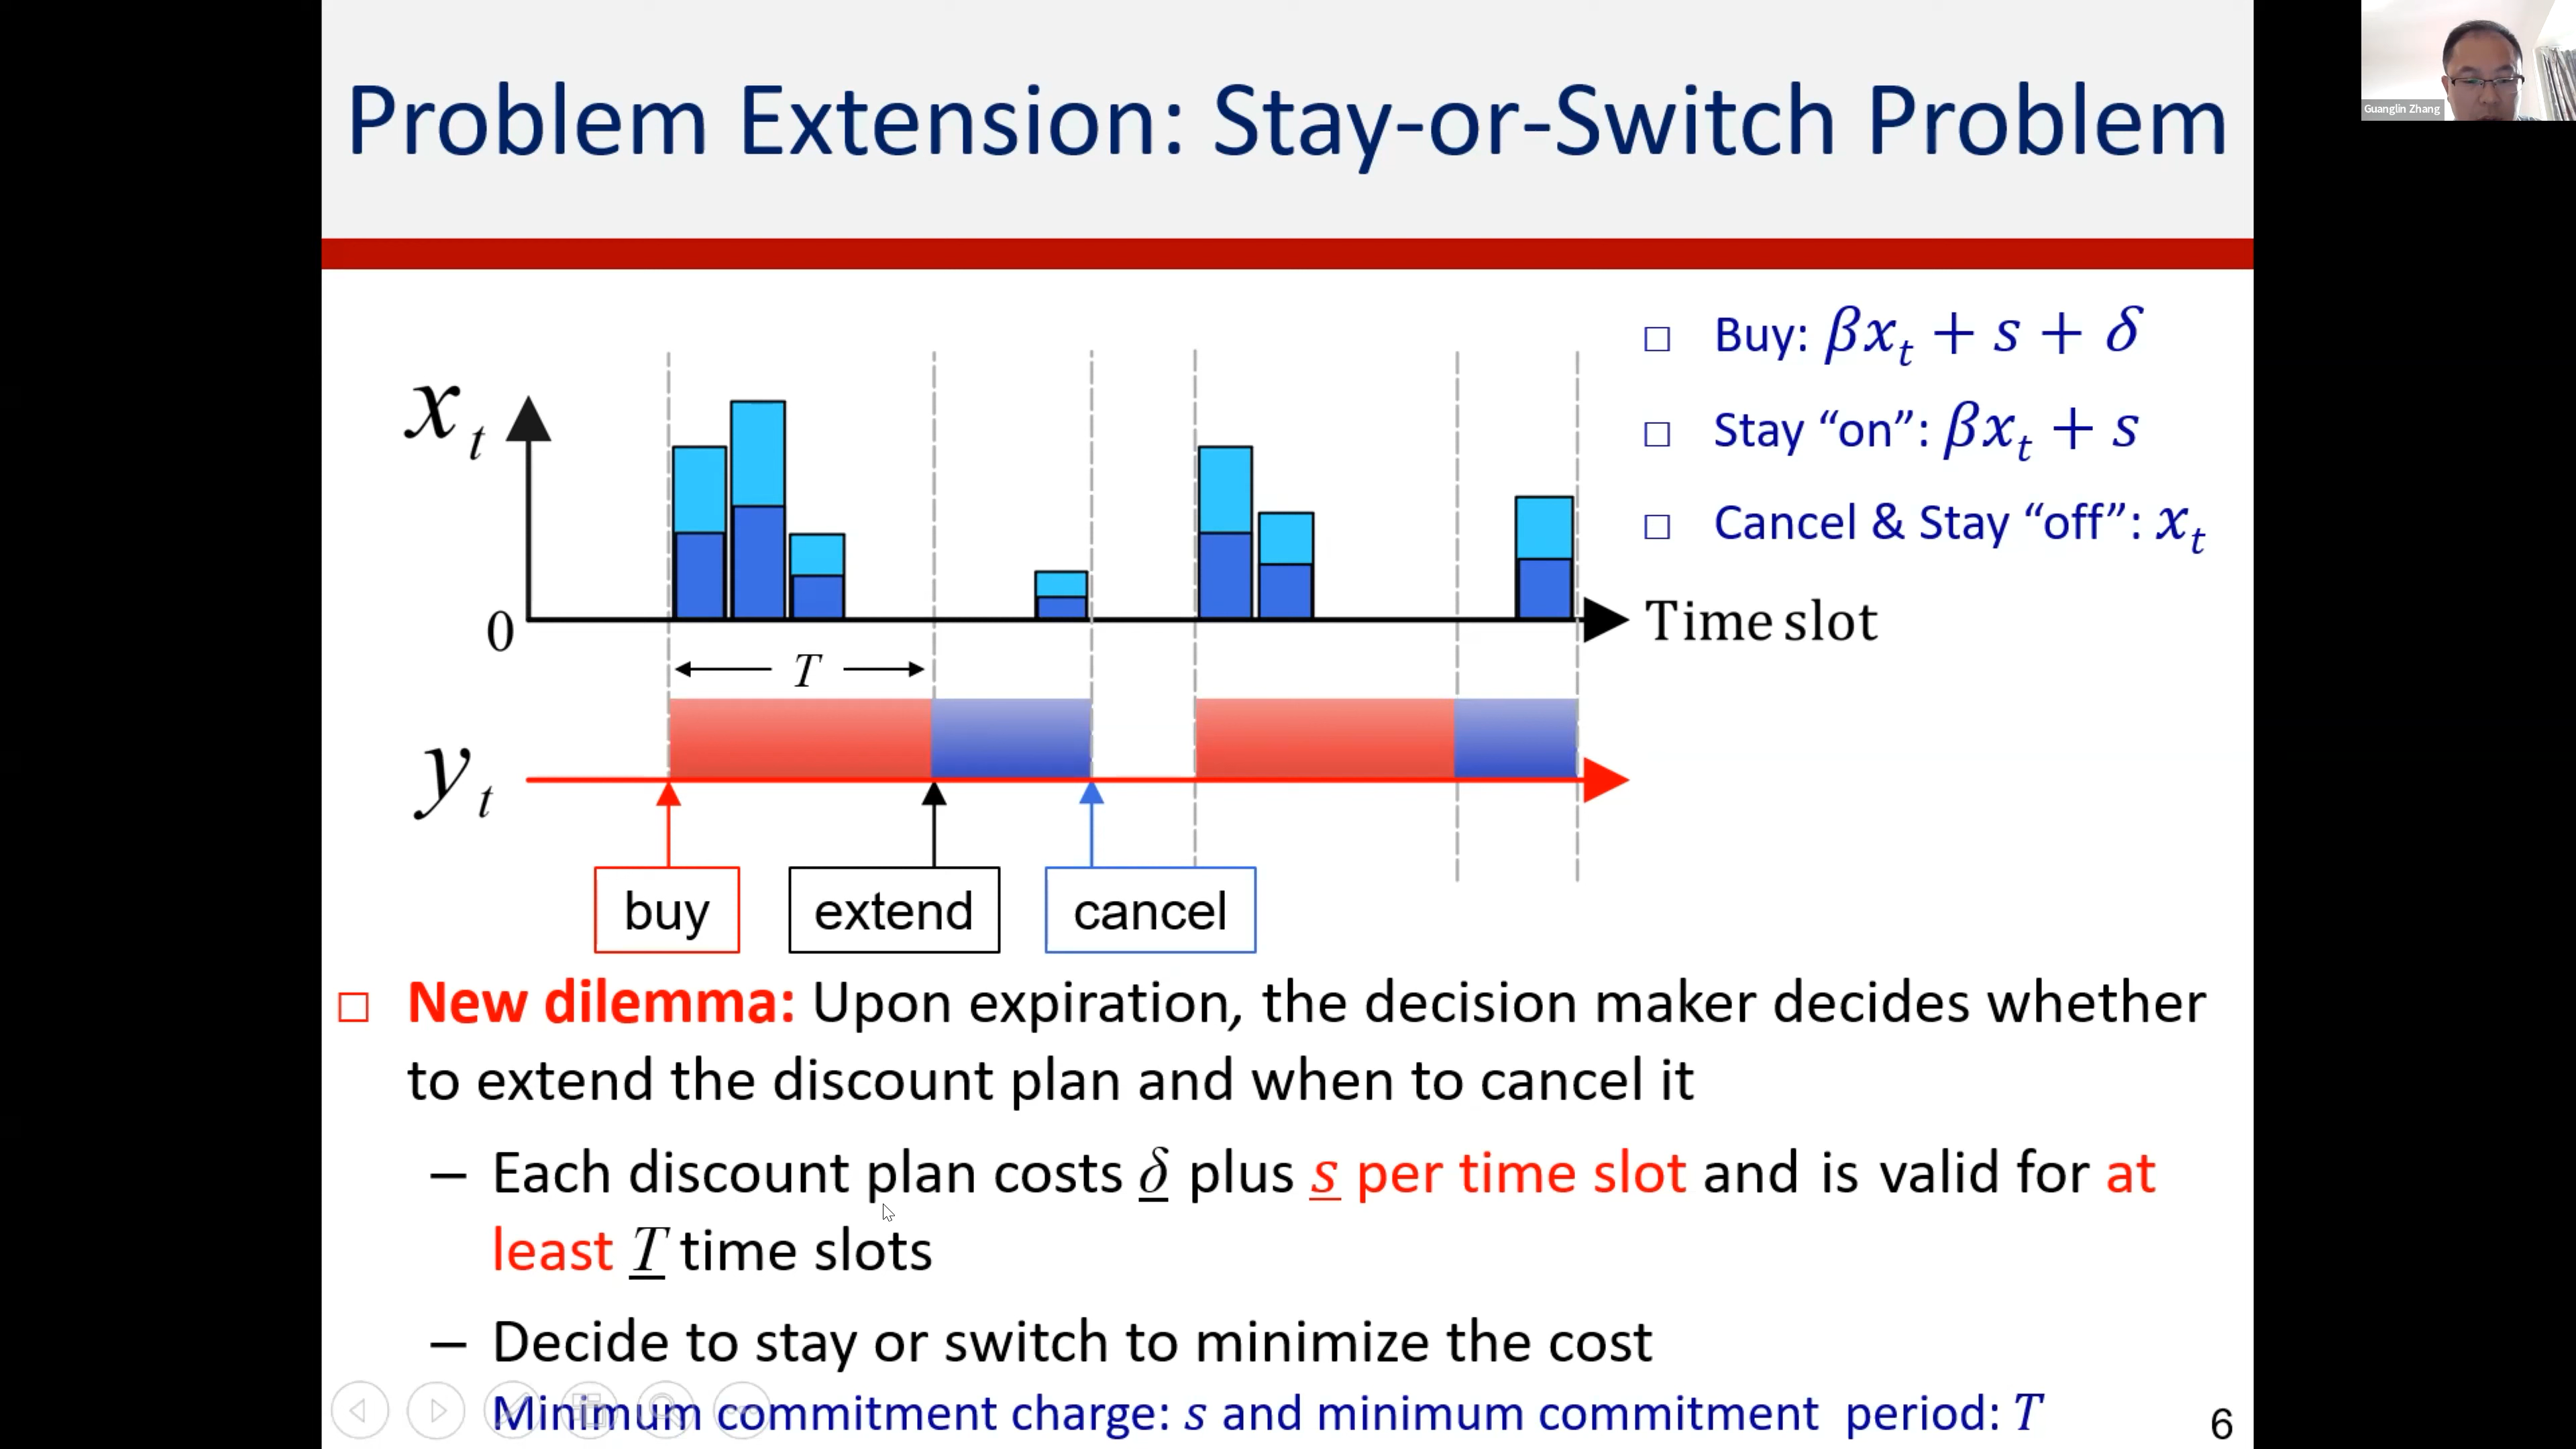 Problem Extension: Stay-or-Switch Problem
Guanglin Zhang
□ Buy: βx_t + s + δ
□ Stay “on”: βx_t + s
□ Cancel & Stay “off”: x_t
x_t
0
Time slot
T
y_t
buy
extend
cancel
□ New dilemma: Upon expiration, the decision maker decides whether
to extend the discount plan and when to cancel it
– Each discount plan costs δ plus s per time slot and is valid for at
least T time slots
– Decide to stay or switch to minimize the cost
Minimum commitment charge: s and minimum commitment period: T
6